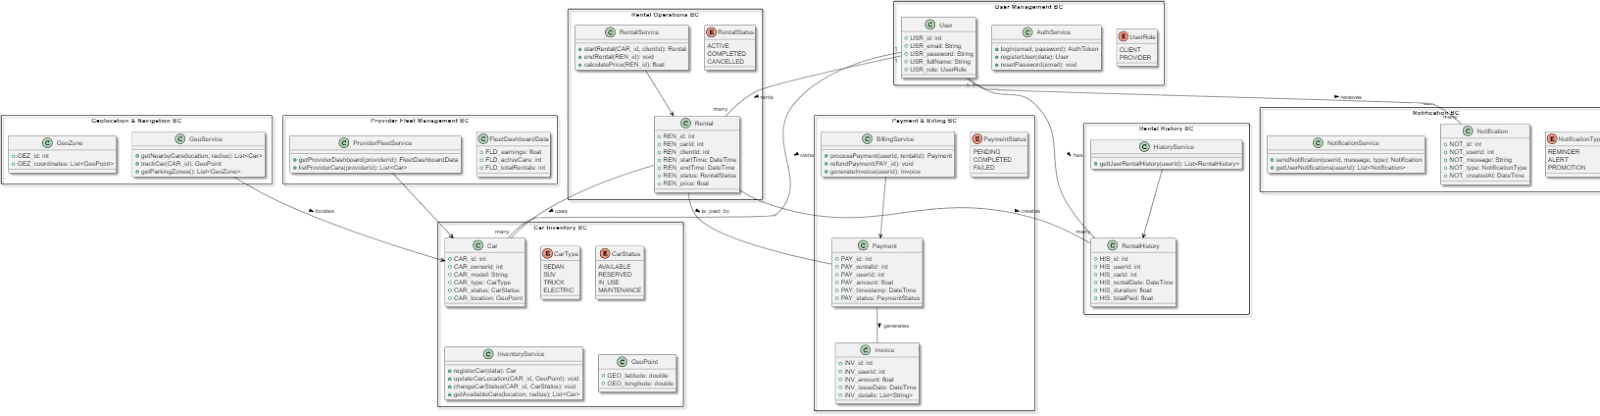 User Management BC
User
USR_id: int
USR_email: String
USR_password: String
USR_fullName: String
USR_role: UserRole
AuthService
login(email, password): AuthToken
registerUser(data): User
resetPassword(email): void
UserRole
CLIENT
PROVIDER
Rental Operations BC
RentalService
startRental(CAR_id, clientId): Rental
endRental(REN_id): void
calculatePrice(REN_id): float
RentalStatus
ACTIVE
COMPLETED
CANCELLED
Rental
REN_id: int
REN_carId: int
REN_clientId: int
REN_startTime: DateTime
REN_endTime: DateTime
REN_status: RentalStatus
REN_price: float
Geolocation & Navigation BC
GeoZone
GEZ_id: int
GEZ_coordinates: List<GeoPoint>
GeoService
getNearbyCars(location, radius): List<Car>
trackCar(CAR_id): GeoPoint
getParkingZones(): List<GeoZone>
Provider Fleet Management BC
ProviderFleetService
getProviderDashboard(providerId): FleetDashboardData
listProviderCars(providerId): List<Car>
FleetDashboardData
FLD_earnings: float
FLD_activeCars: int
FLD_totalRentals: int
Payment & Billing BC
BillingService
processPayment(userId, rentalId): Payment
refundPayment(PAY_id): void
generateInvoice(userId): Invoice
PaymentStatus
PENDING
COMPLETED
FAILED
Payment
PAY_id: int
PAY_rentalId: int
PAY_userId: int
PAY_amount: float
PAY_timestamp: DateTime
PAY_status: PaymentStatus
generates
Invoice
INV_id: int
INV_userId: int
INV_amount: float
INV_issueDate: DateTime
INV_details: List<String>
Rental History BC
HistoryService
getUserRentalHistory(userId): List<RentalHistory>
RentalHistory
HIS_id: int
HIS_userId: int
HIS_carId: int
HIS_rentalDate: DateTime
HIS_duration: float
HIS_totalPaid: float
Notification BC
NotificationService
sendNotification(userId, message, type): Notification
getUserNotifications(userId): List<Notification>
Notification
NOT_id: int
NOT_userId: int
NOT_message: String
NOT_type: NotificationType
NOT_createdAt: DateTime
NotificationType
REMINDER
ALERT
PROMOTION
Car Inventory BC
Car
CAR_id: int
CAR_ownerId: int
CAR_model: String
CAR_type: CarType
CAR_status: CarStatus
CAR_location: GeoPoint
CarType
SEDAN
SUV
TRUCK
ELECTRIC
CarStatus
AVAILABLE
RESERVED
IN_USE
MAINTENANCE
InventoryService
registerCar(data): Car
updateCarLocation(CAR_id, GeoPoint): void
changeCarStatus(CAR_id, CarStatus): void
getAvailableCars(location, radius): List<Car>
GeoPoint
GEO_latitude: double
GEO_longitude: double
1
1
1
1
rents
many
owns
many
receives
many
has
many
locates
uses
is_paid_by
creates